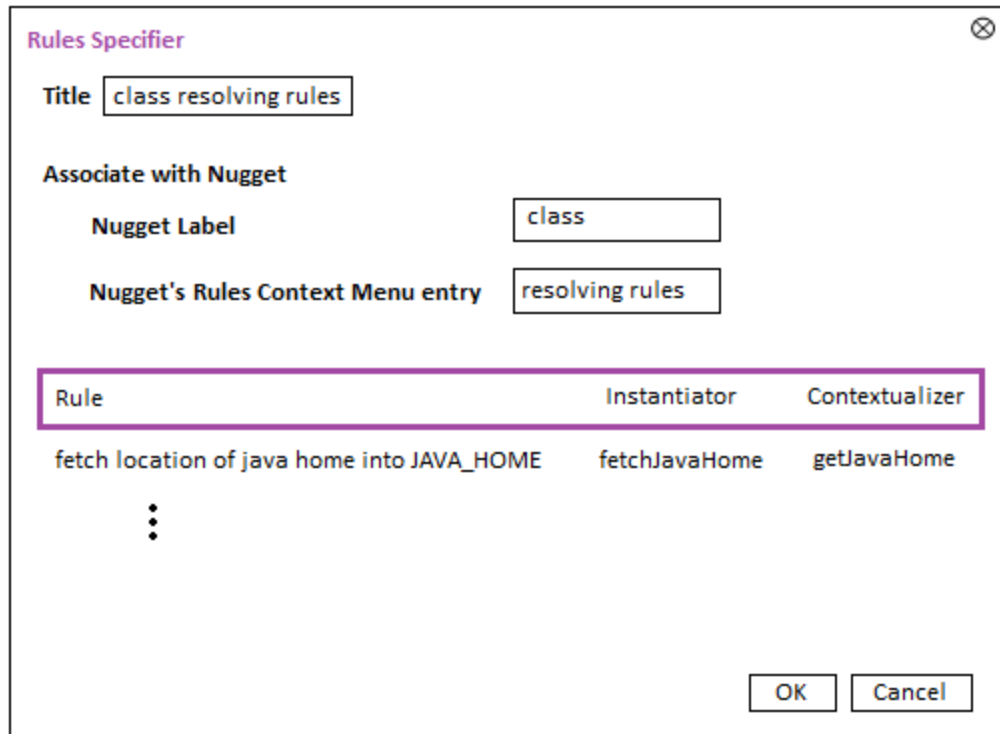 Rules Specifier
Title class resolving rules
Associate with Nugget
Nugget Label class
Nugget's Rules Context Menu entry resolving rules
Rule Instantiator Contextualizer
fetch location of java home into JAVA_HOME fetchJavaHome getJavaHome
OK Cancel